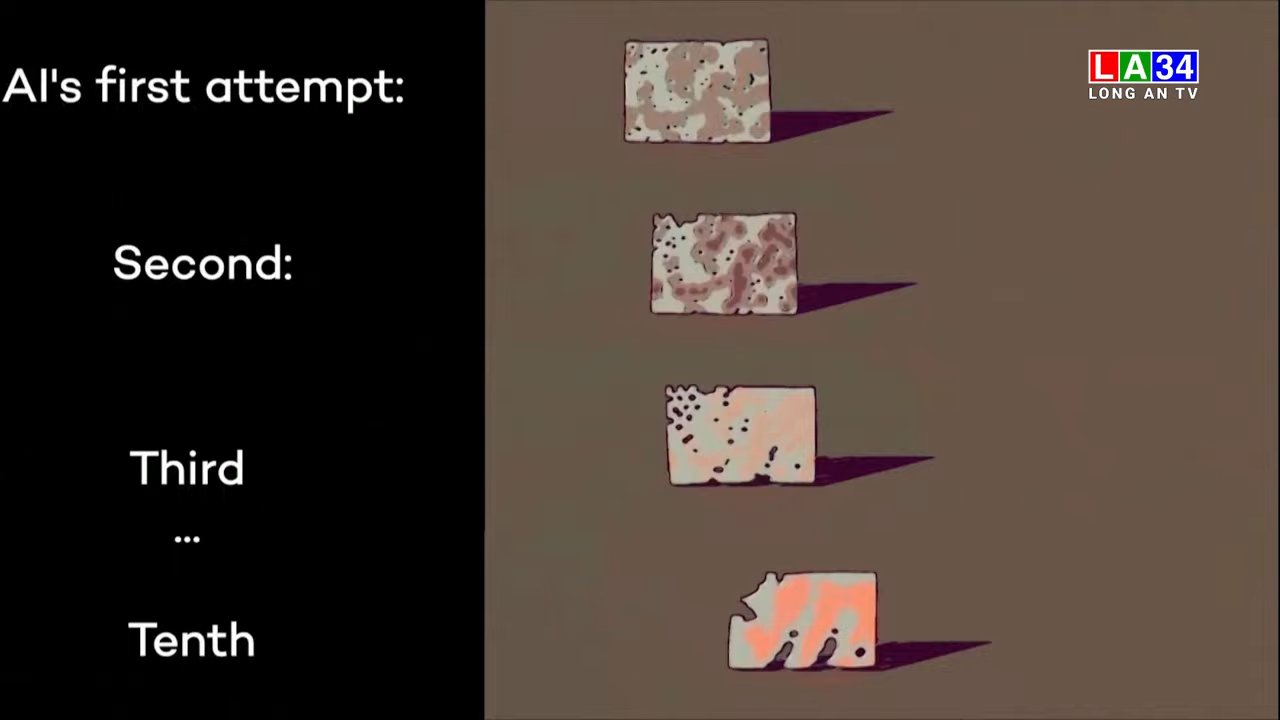 AI's first attempt:
LA34
LONG AN TV
Second:
Third
...
Tenth